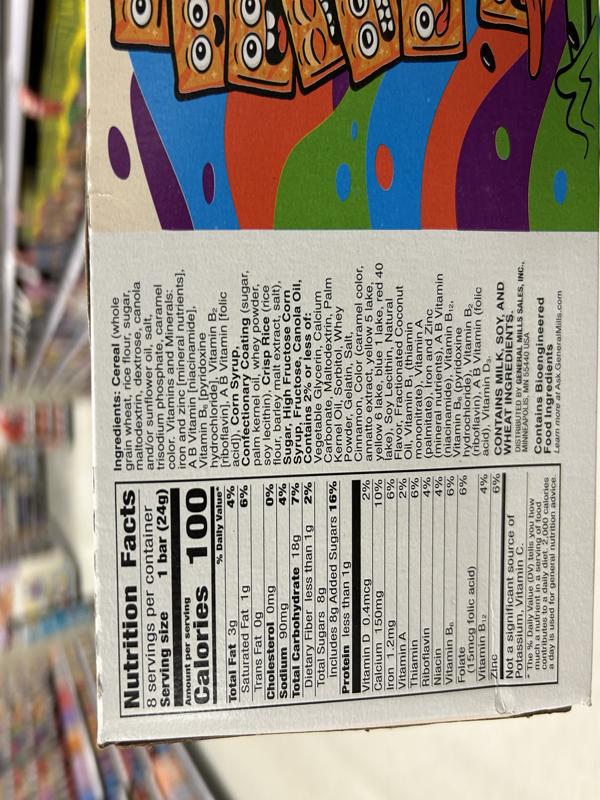 Nutrition Facts
8 servings per container
Serving size 1 bar (24g)
Amount per serving
Calories 100
% Daily Value*
Total Fat 3g 4%
Saturated Fat 1g 6%
Trans Fat 0g
Cholesterol 0mg 0%
Sodium 90mg 4%
Total Carbohydrate 18g 7%
Dietary Fiber less than 1g 2%
Total Sugars 8g
Includes 8g Added Sugars 16%
Protein less than 1g
Vitamin D 0.4mcg 2%
Calcium 150mg 10%
Iron 1.2mg 6%
Vitamin A 2%
Thiamin 6%
Riboflavin 4%
Niacin 4%
Vitamin B₆ 6%
Folate 6%
(15mcg folic acid)
Vitamin B₁₂ 4%
Zinc 6%
Not a significant source of
Potassium, Vitamin C.
* The % Daily Value (DV) tells you how
much a nutrient in a serving of food
contributes to a daily diet. 2,000 calories
a day is used for general nutrition advice.
Ingredients: Cereal (whole
grain wheat, rice flour, sugar,
maltodextrin, dextrose, canola
and/or sunflower oil, salt,
trisodium phosphate, caramel
color. Vitamins and Minerals:
iron and zinc [mineral nutrients],
A B Vitamin [niacinamide],
Vitamin B₆ [pyridoxine
hydrochloride], Vitamin B₂
[riboflavin], A B Vitamin [folic
acid]), Corn Syrup,
Confectionary Coating (sugar,
palm kernel oil, whey powder,
soy lecithin), Crisp Rice (rice
flour, barley malt extract, salt),
Sugar, High Fructose Corn
Syrup, Fructose, Canola Oil,
Contains 2% or less of:
Vegetable Glycerin, Calcium
Carbonate, Maltodextrin, Palm
Kernel Oil, Sorbitol, Whey
Powder, Gelatin, Salt,
Cinnamon, Color (caramel color,
annatto extract, yellow 5 lake,
yellow 6 lake, blue 1 lake, red 40
lake), Soy Lecithin, Natural
Flavor, Fractionated Coconut
Oil, Vitamin B₁ (thiamin
mononitrate), Vitamin A
(palmitate), Iron and Zinc
(mineral nutrients), A B Vitamin
(niacinamide), Vitamin B₁₂,
Vitamin B₆ (pyridoxine
hydrochloride), Vitamin B₂
(riboflavin), A B Vitamin (folic
acid), Vitamin D₃.
CONTAINS MILK, SOY, AND
WHEAT INGREDIENTS.
DISTRIBUTED BY GENERAL MILLS SALES, INC.,
MINNEAPOLIS, MN 55440 USA
Contains Bioengineered
Food Ingredients
Learn more at Ask.GeneralMills.com